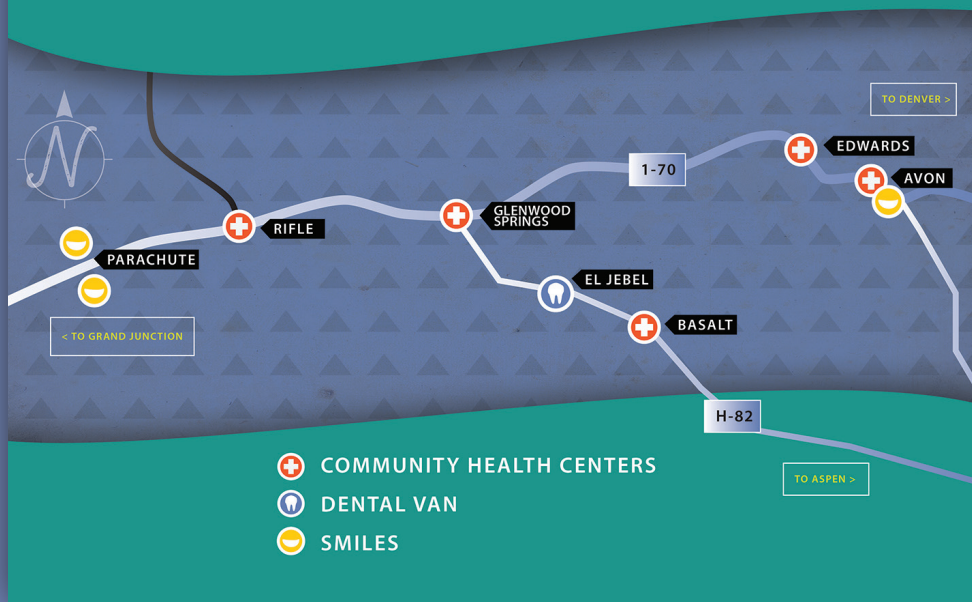 TO DENVER >
EDWARDS
1-70
AVON
N
GLENWOOD
SPRINGS
RIFLE
PARACHUTE
EL JEBEL
BASALT
< TO GRAND JUNCTION
H-82
COMMUNITY HEALTH CENTERS
TO ASPEN >
DENTAL VAN
SMILES